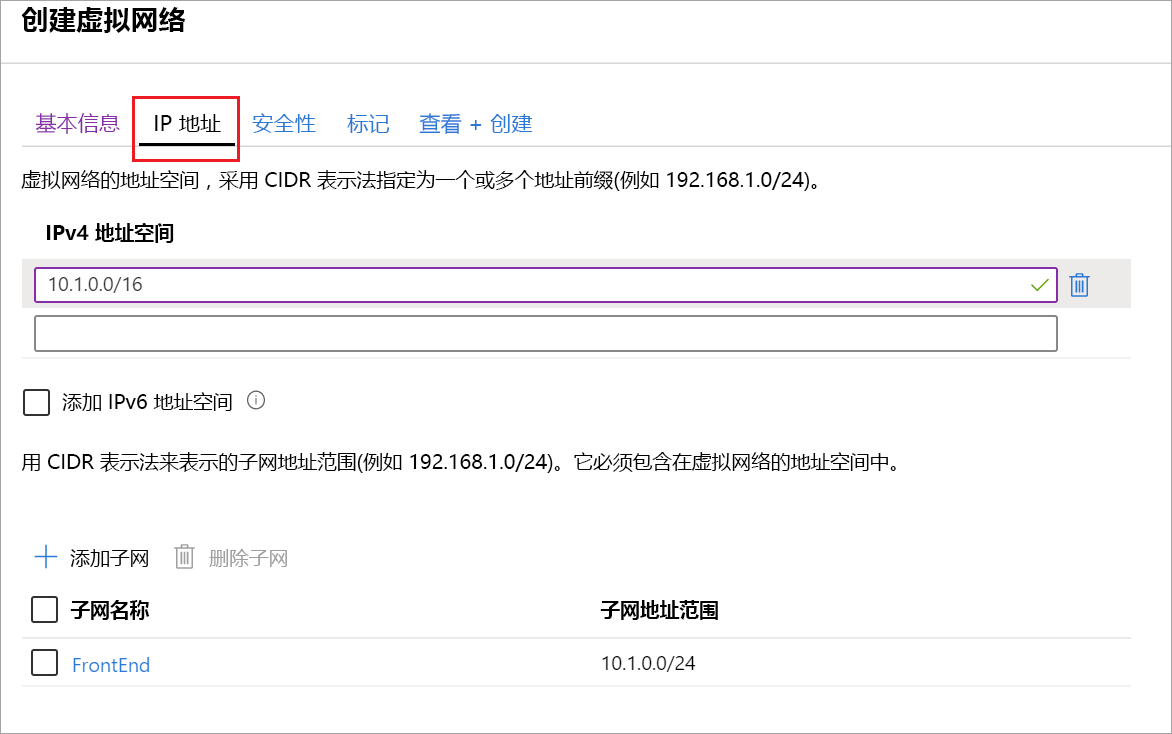 创建虚拟网络
基本信息 IP 地址 安全性 标记 查看 + 创建
虚拟网络的地址空间，采用 CIDR 表示法指定为一个或多个地址前缀(例如 192.168.1.0/24)。
IPv4 地址空间
10.1.0.0/16
添加 IPv6 地址空间
用 CIDR 表示法来表示的子网地址范围(例如 192.168.1.0/24)。它必须包含在虚拟网络的地址空间中。
添加子网 删除子网
子网名称 子网地址范围
FrontEnd 10.1.0.0/24